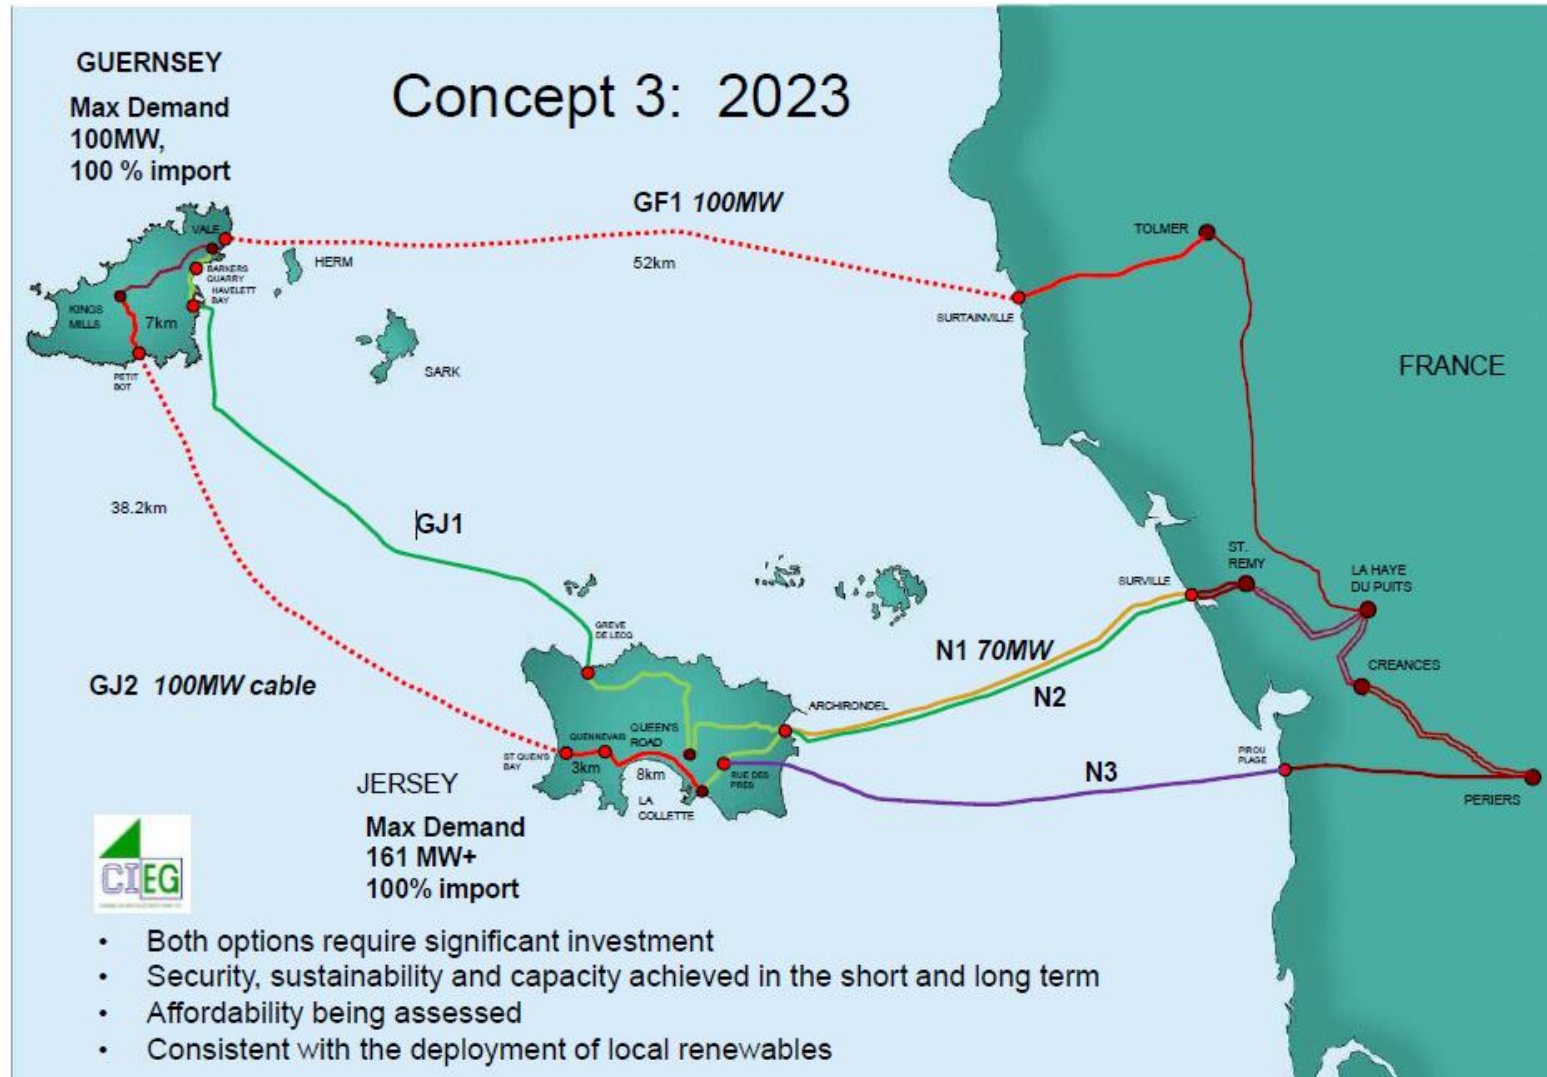 GUERNSEY
Max Demand
100MW,
100 % import
Concept 3: 2023
GF1 100MW
52km
VALE
HERM
BARKERS
QUARRY
HAVELETT
BAY
KINGS
MILLS
7km
PETIT
BOT
SARK
TOLMER
SURTAINVILLE
FRANCE
38.2km
GJ1
ST.
REMY
LA HAYE
DU PUITS
SURVILLE
GREVE
DE LECQ
N1 70MW
CREANCES
GJ2 100MW cable
N2
ARCHIRONDEL
QUENNEVAIS
QUEEN'S
ROAD
ST QUEN'S
BAY
3km
8km
RUE DES
PRES
PIROU
PLAGE
N3
PERIERS
JERSEY
LA
COLLETTE
Max Demand
161 MW+
100% import
CIEG
• Both options require significant investment
• Security, sustainability and capacity achieved in the short and long term
• Affordability being assessed
• Consistent with the deployment of local renewables